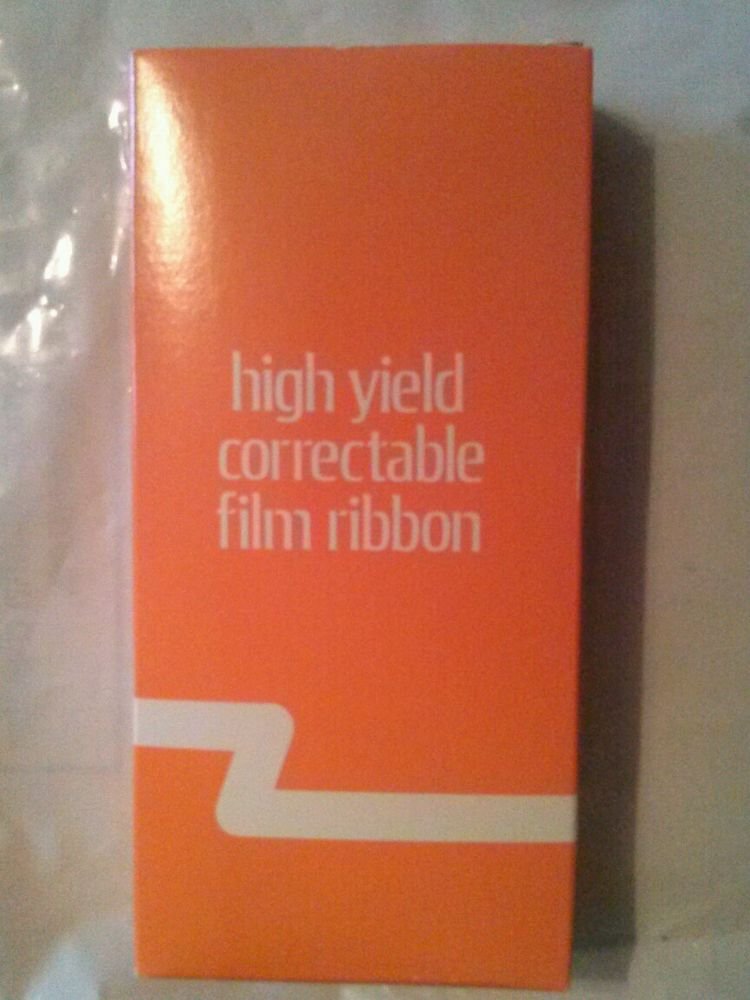 high yield
correctable
film ribbon